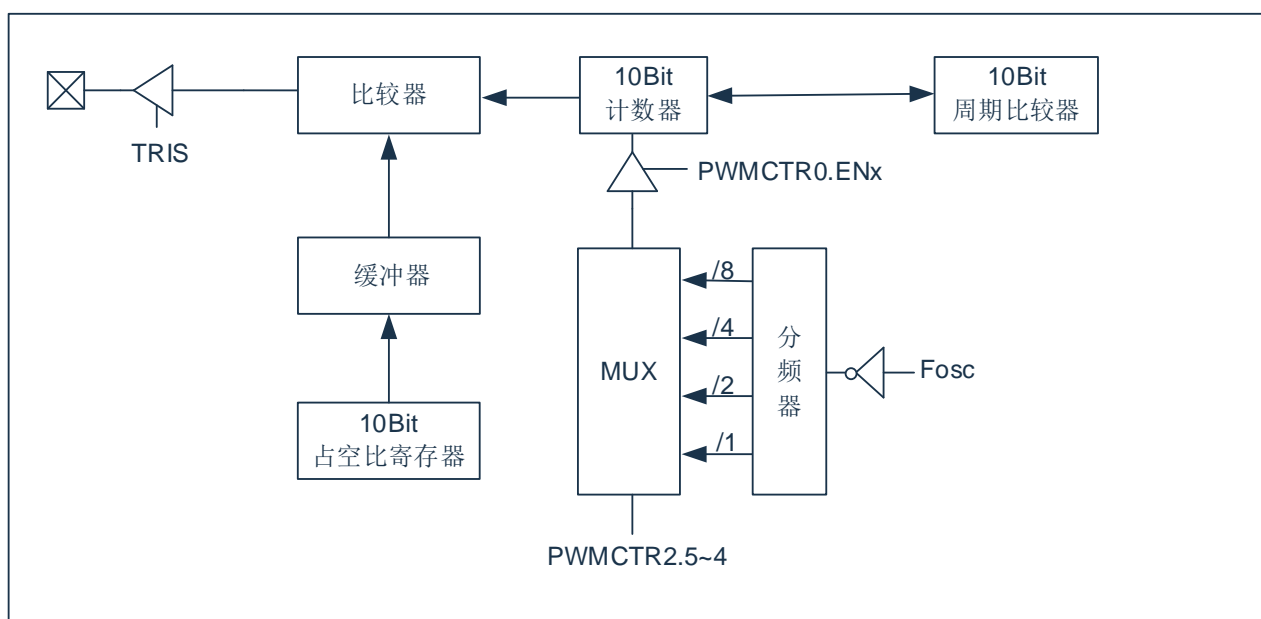 比较器
10Bit
计数器
10Bit
周期比较器
TRIS
PWMCTR0.ENx
缓冲器
/8
/4
/2
/1
MUX
分
频
器
Fosc
10Bit
占空比寄存器
PWMCTR2.5~4